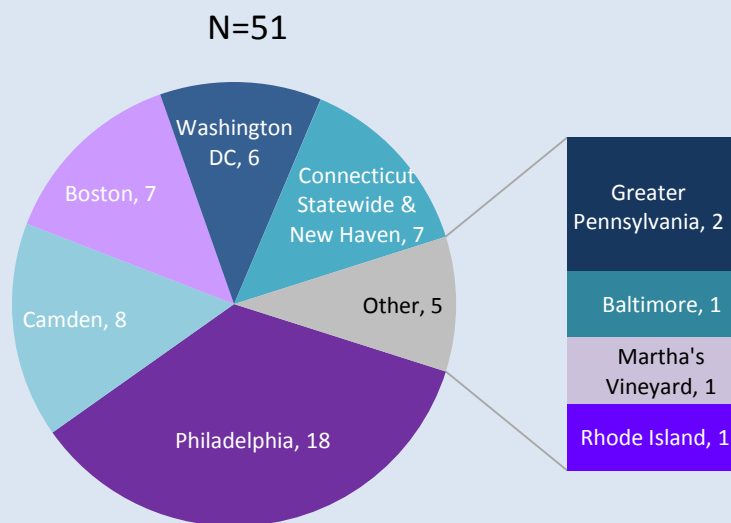 N=51
Washington
DC, 6
Connecticut
Statewide &
New Haven, 7
Boston, 7
Other, 5
Camden, 8
Philadelphia, 18
Greater
Pennsylvania, 2
Baltimore, 1
Martha's
Vineyard, 1
Rhode Island, 1